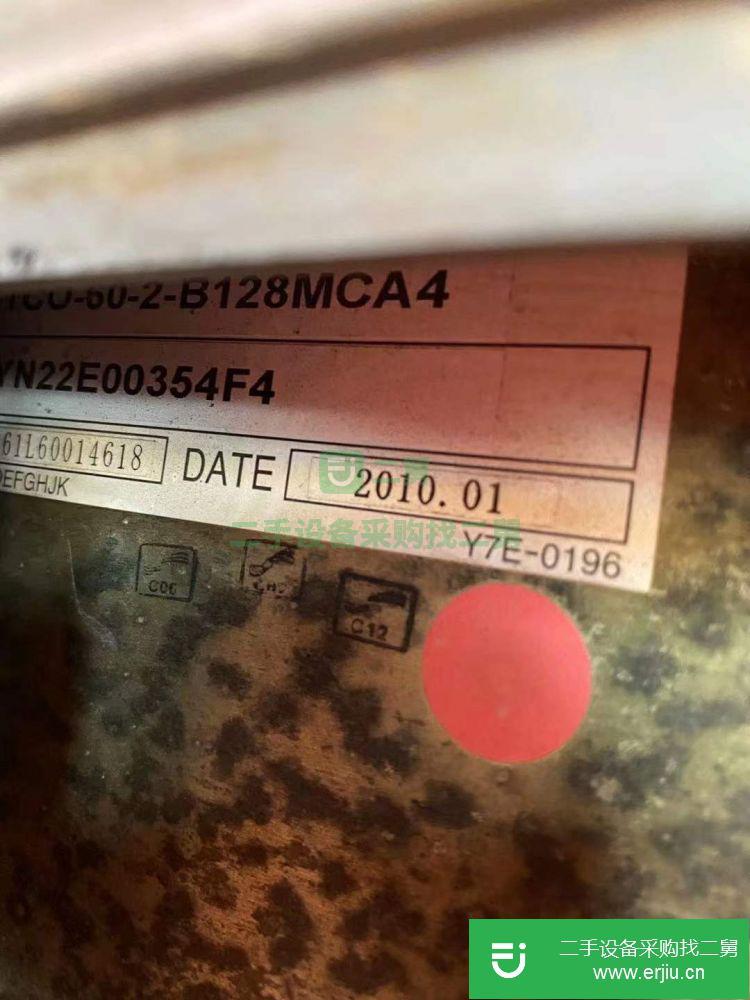 TCO-60-2-B128MCA4
YN22E00354F4
61L60014618 DATE 2010.01
DEFGHJK
Y7E-0196
二手设备采购找二舅
C06
C12
二手设备采购找二舅
www.erjiu.cn